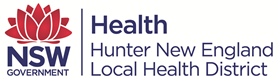 NSW
GOVERNMENT
Health
Hunter New England
Local Health District